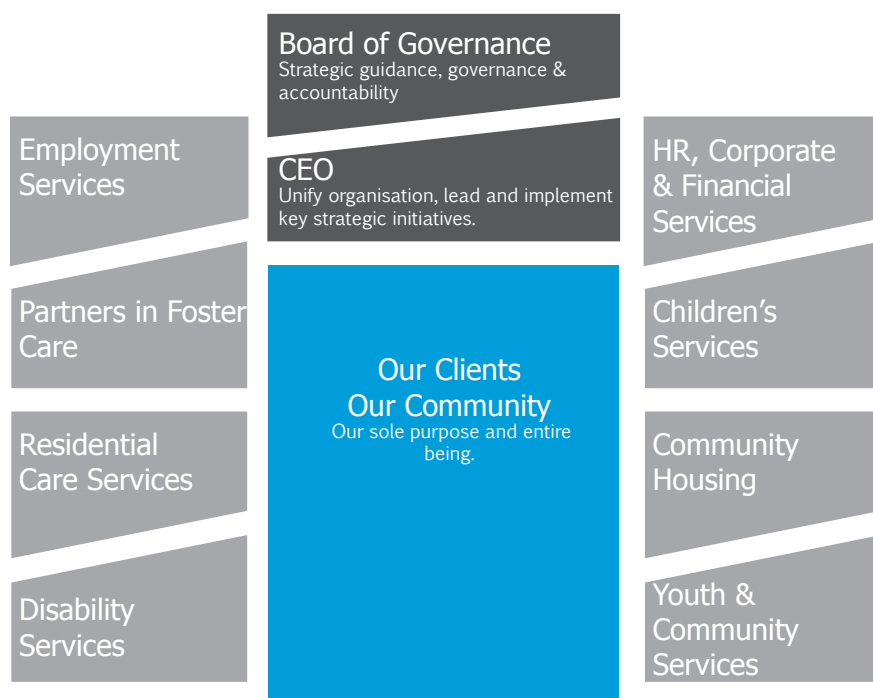 Board of Governance
Strategic guidance, governance &
accountability
CEO
Unify organisation, lead and implement
key strategic initiatives.
Employment
Services
Partners in Foster
Care
Residential
Care Services
Disability
Services
Our Clients
Our Community
Our sole purpose and entire
being.
HR, Corporate
& Financial
Services
Children’s
Services
Community
Housing
Youth &
Community
Services